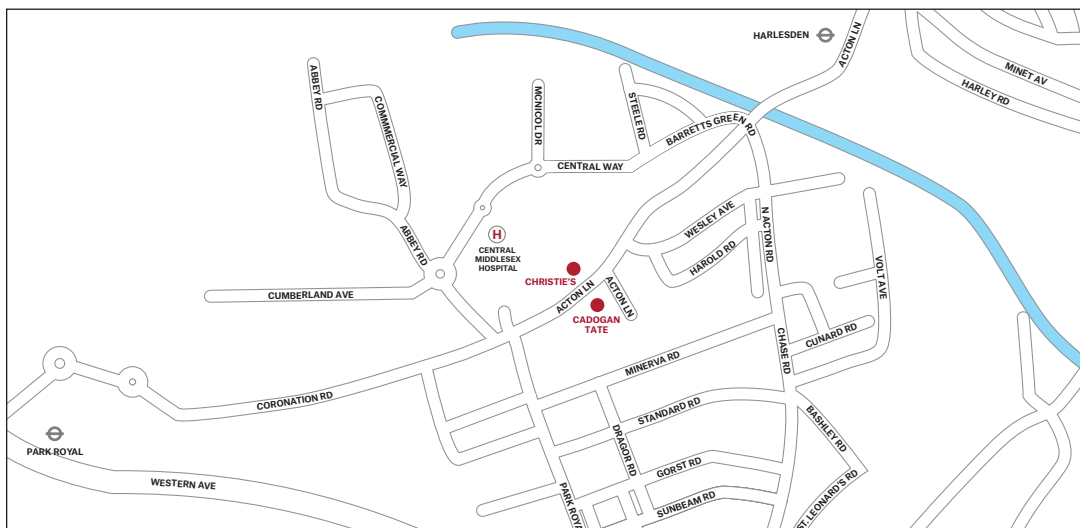 HARLESDEN
ACTON LN
MINET AV
HARLEY RD
ABBEY RD
COMMMERCIAL WAY
MCNICOL DR
STEELE RD
BARRETTS GREEN RD
CENTRAL WAY
ABBEY RD
H
CENTRAL
MIDDLESEX
HOSPITAL
WESLEY AVE
HAROLD RD
N ACTON RD
VOLT AVE
CHRISTIE'S
ACTON LN
ACTON LN
CUMBERLAND AVE
CADOGAN
TATE
CUNARD RD
CHASE RD
MINERVA RD
CORONATION RD
STANDARD RD
BASHLEY RD
DRAGOR RD
PARK ROYAL
GORST RD
WESTERN AVE
PARK ROYA
SUNBEAM RD
ST. LEONARD'S RD